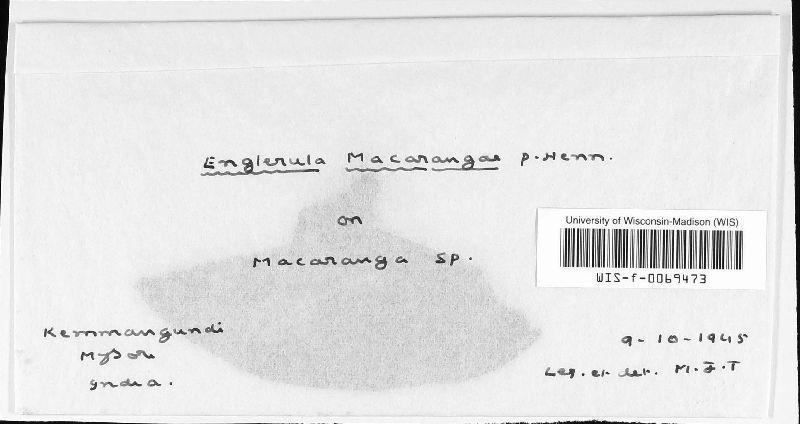 Englerula Macarangae P. Henn.
on
Macaranga sp.
University of Wisconsin-Madison (WIS)
WIS-f-0069473
Kemmangundi
Mysore
India.
9-10-1945
Leg. et det. M.J.T